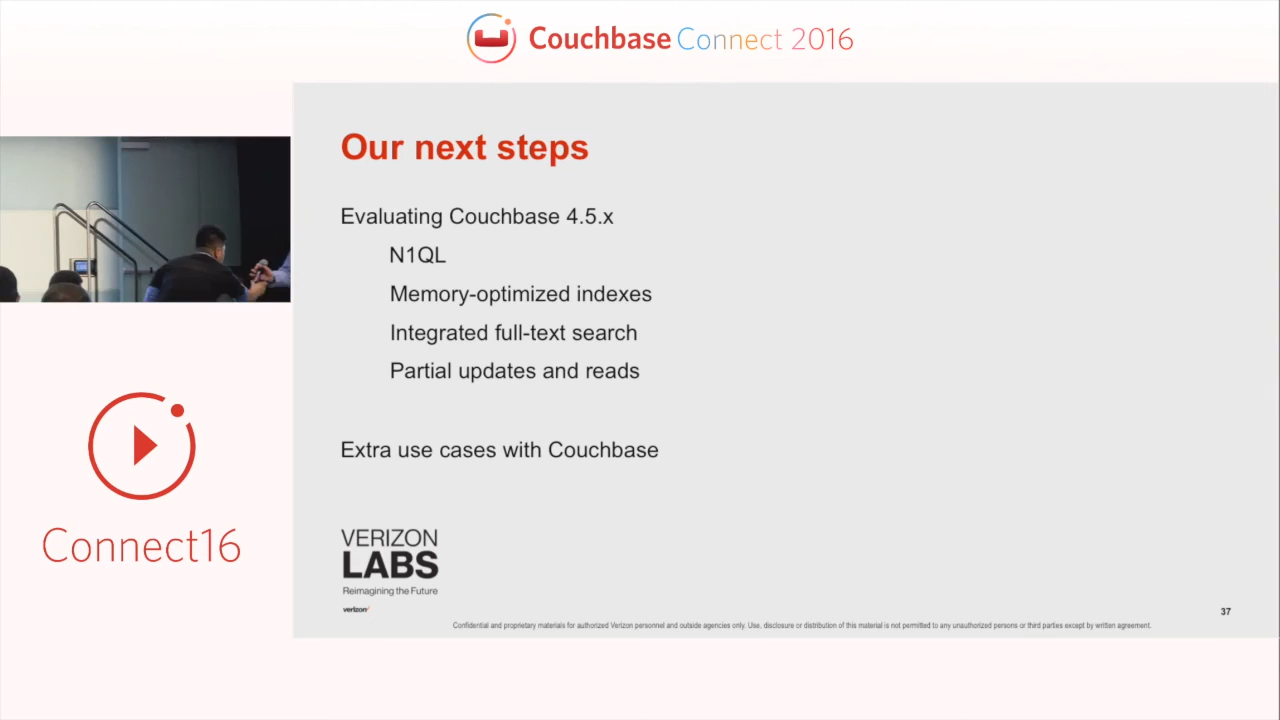 Couchbase Connect 2016
Our next steps
Evaluating Couchbase 4.5.x
N1QL
Memory-optimized indexes
Integrated full-text search
Partial updates and reads
Extra use cases with Couchbase
Connect16
VERIZON
LABS
Reimagining the Future
verizon
37
Confidential and proprietary materials for authorized Verizon personnel and outside agencies only. Use, disclosure or distribution of this material is not permitted to any unauthorized persons or third parties except by written agreement.